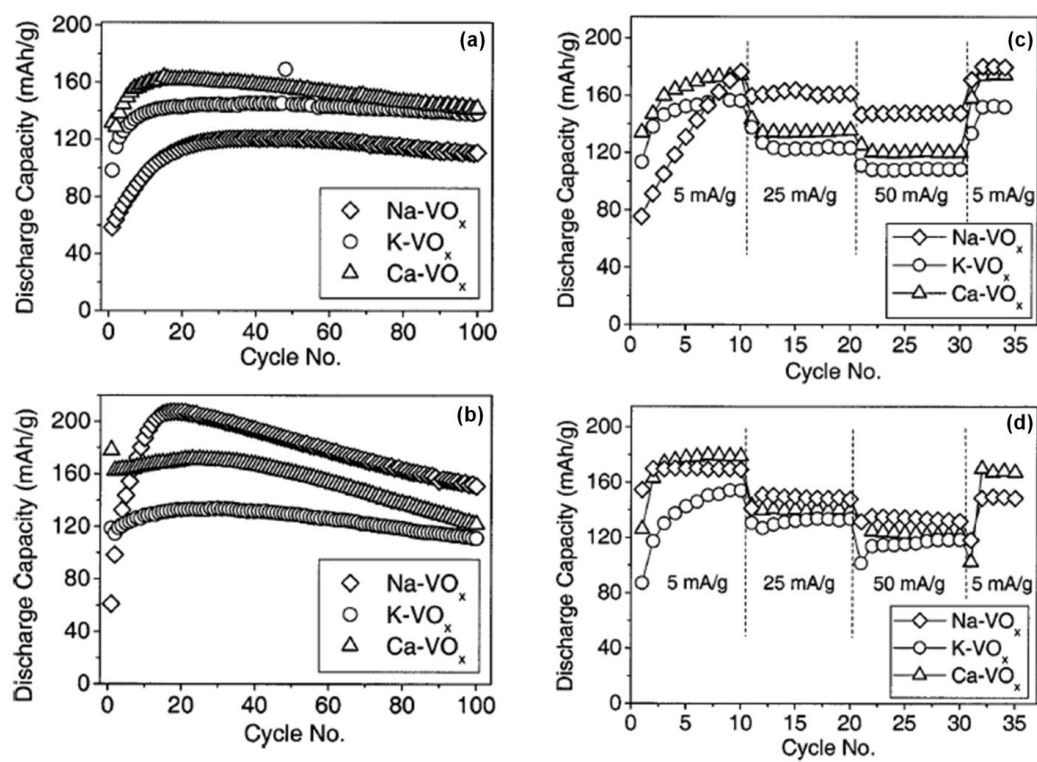 (a)
Discharge Capacity (mAh/g)
200
160
120
80
40
0
Na-VOx
K-VOx
Ca-VOx
0 20 40 60 80 100
Cycle No.
(c)
Discharge Capacity (mAh/g)
200
160
120
80
40
0
5 mA/g 25 mA/g 50 mA/g 5 mA/g
Na-VOx
K-VOx
Ca-VOx
0 5 10 15 20 25 30 35
Cycle No.
(b)
Discharge Capacity (mAh/g)
200
160
120
80
40
0
Na-VOx
K-VOx
Ca-VOx
0 20 40 60 80 100
Cycle No.
(d)
Discharge Capacity (mAh/g)
200
160
120
80
40
0
5 mA/g 25 mA/g 50 mA/g 5 mA/g
Na-VOx
K-VOx
Ca-VOx
0 5 10 15 20 25 30 35
Cycle No.